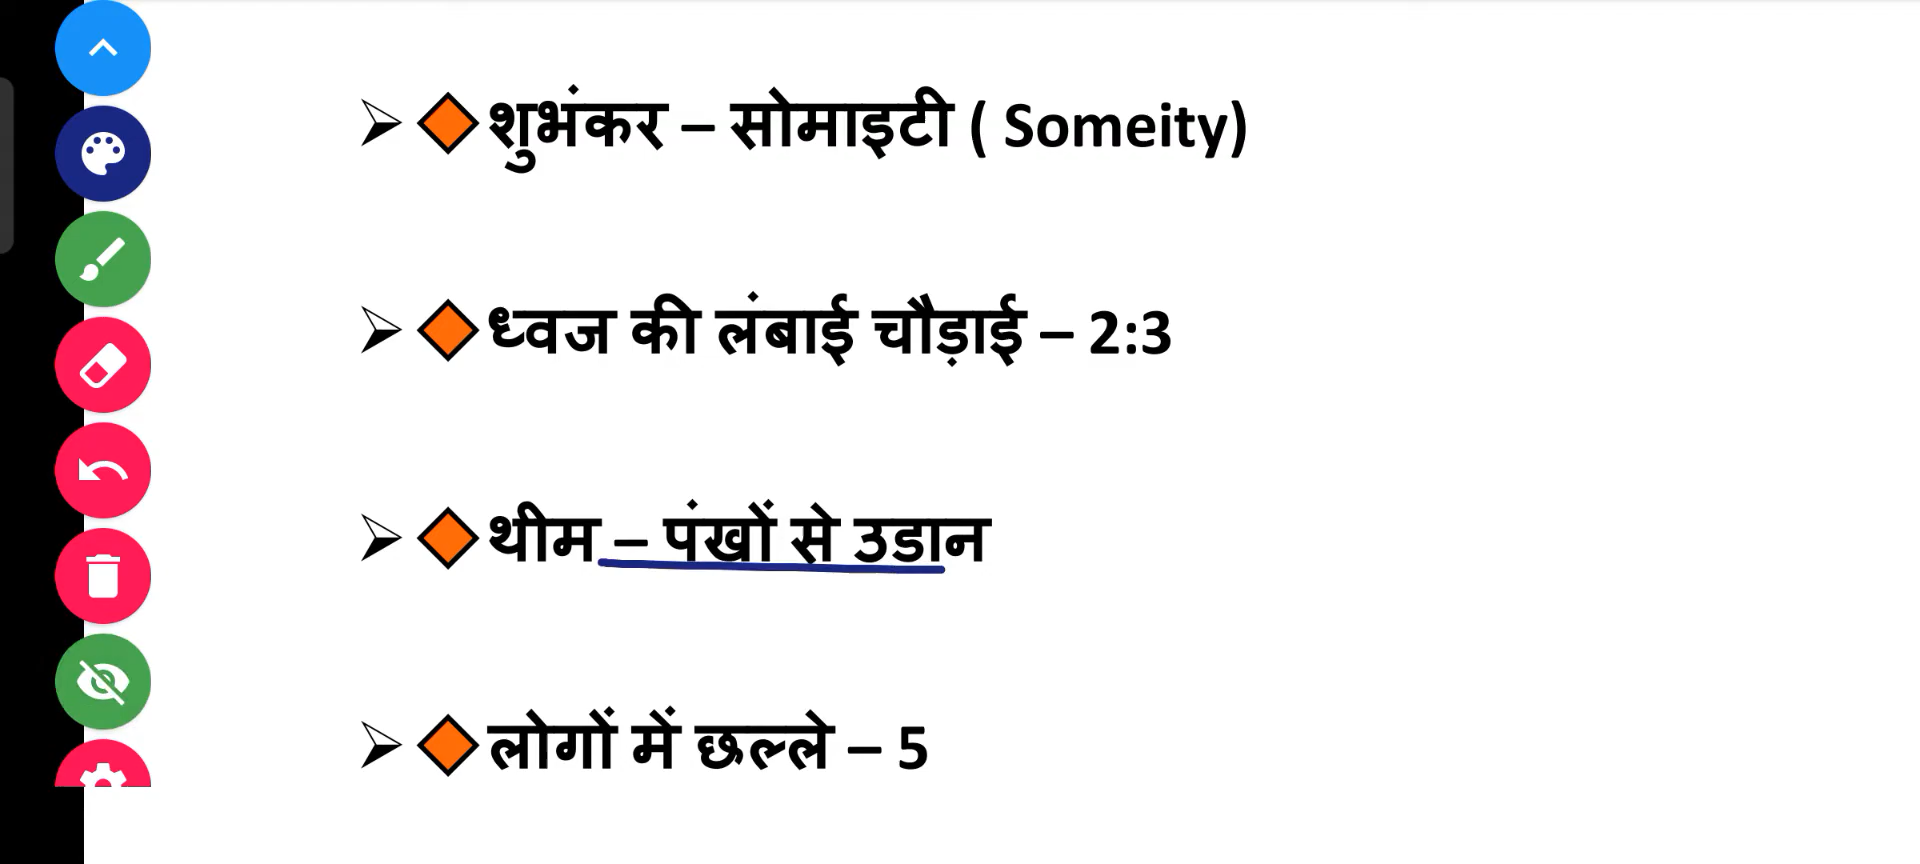 ➢ 🔶शुभंकर – सोमाइटी ( Someity)
➢ 🔶ध्वज की लंबाई चौड़ाई – 2:3
➢ 🔶थीम – पंखों से उडान
➢ 🔶लोगों में छल्ले – 5